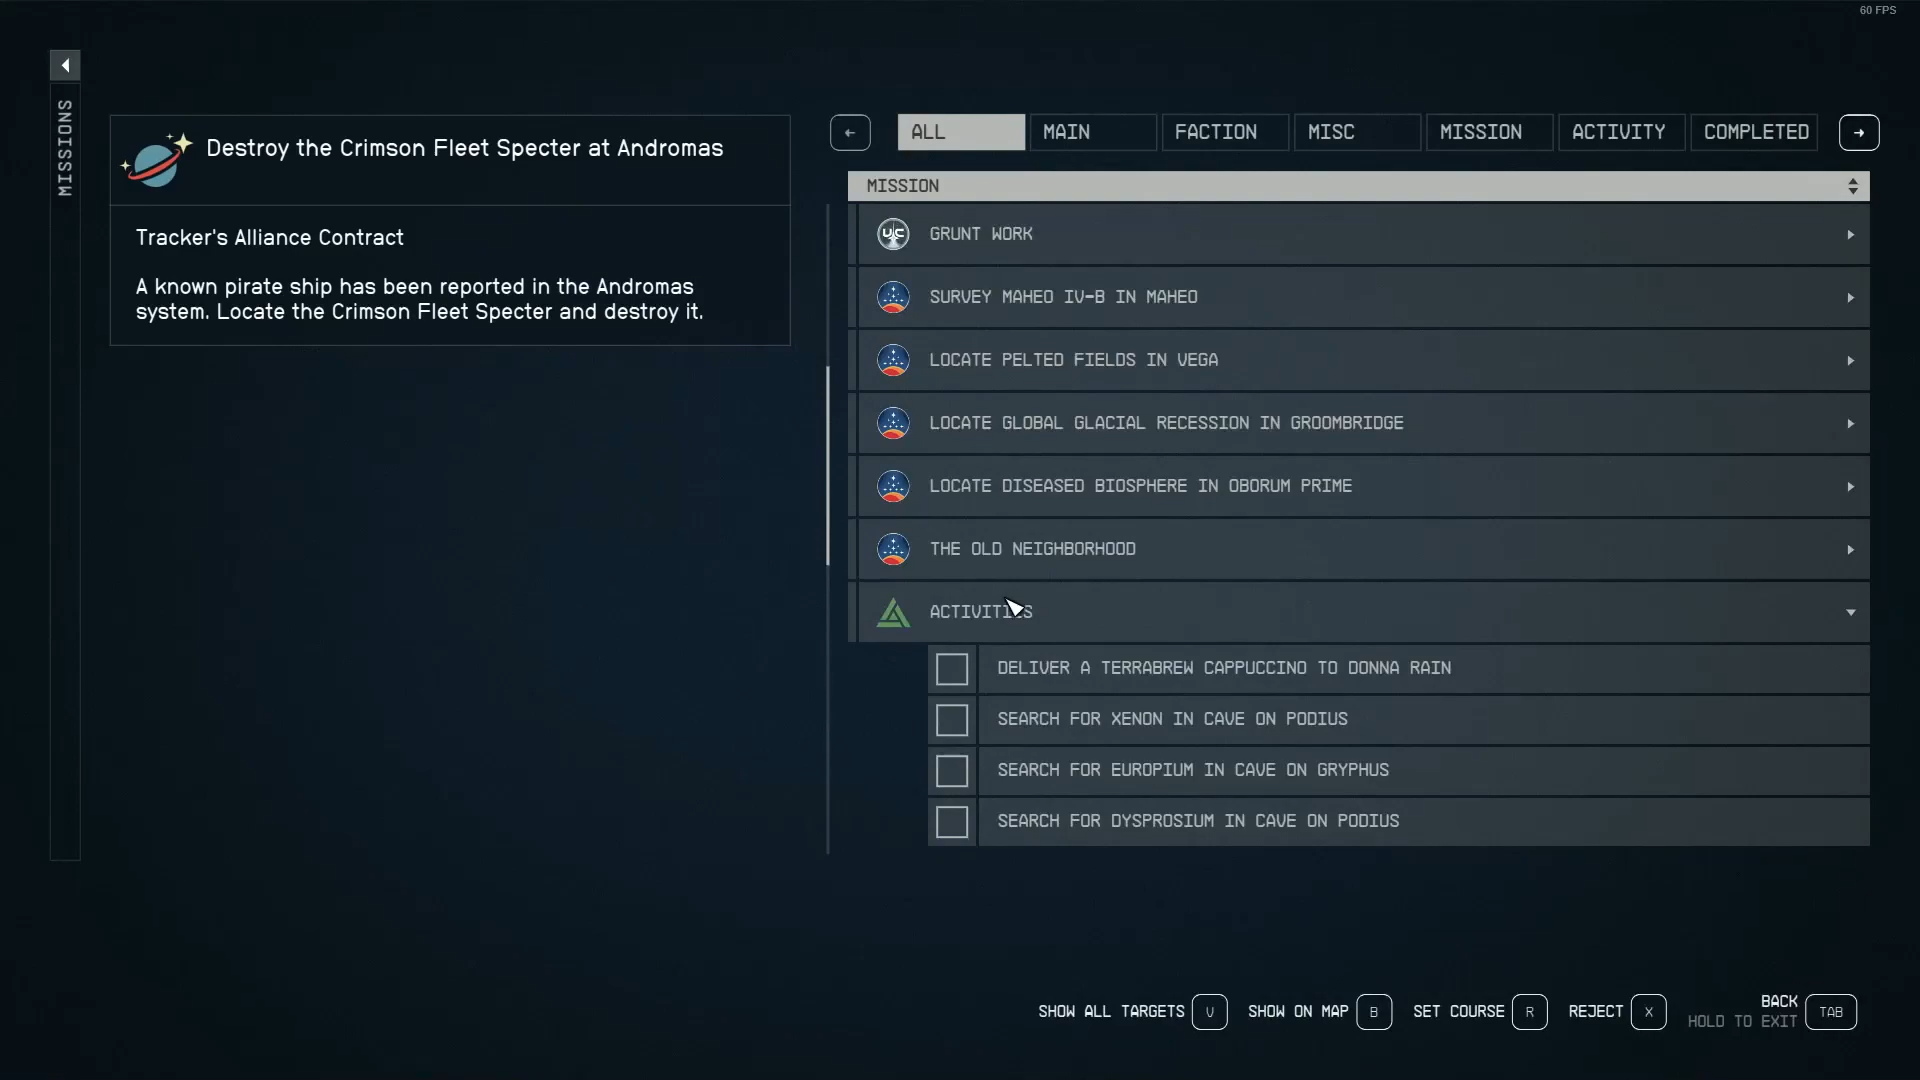 60 FPS
MISSIONS
Destroy the Crimson Fleet Specter at Andromas
Tracker's Alliance Contract
A known pirate ship has been reported in the Andromas
system. Locate the Crimson Fleet Specter and destroy it.
ALL MAIN FACTION MISC MISSION ACTIVITY COMPLETED
MISSION
UC GRUNT WORK
SURVEY MAHEO IV-B IN MAHEO
LOCATE PELTED FIELDS IN VEGA
LOCATE GLOBAL GLACIAL RECESSION IN GROOMBRIDGE
LOCATE DISEASED BIOSPHERE IN OBORUM PRIME
THE OLD NEIGHBORHOOD
ACTIVITIES
DELIVER A TERRABREW CAPPUCCINO TO DONNA RAIN
SEARCH FOR XENON IN CAVE ON PODIUS
SEARCH FOR EUROPIUM IN CAVE ON GRYPHUS
SEARCH FOR DYSPROSIUM IN CAVE ON PODIUS
SHOW ALL TARGETS V SHOW ON MAP B SET COURSE R REJECT X BACK TAB
HOLD TO EXIT